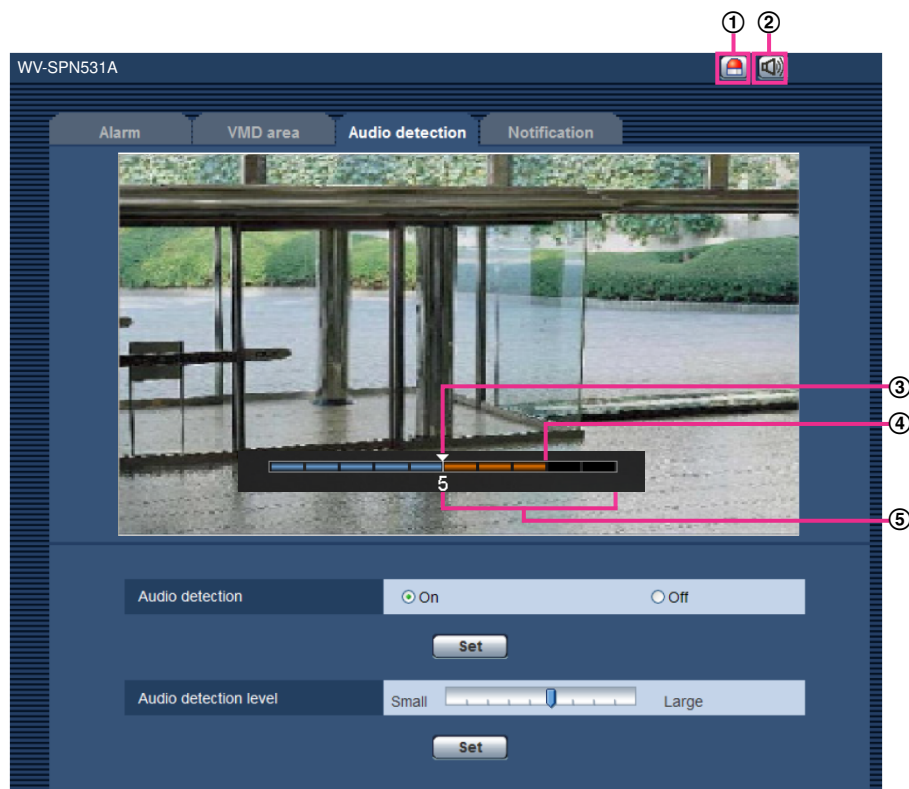 ① ②
WV-SPN531A
Alarm VMD area Audio detection Notification
③
④
5
⑤
Audio detection On Off
Set
Audio detection level Small Large
Set